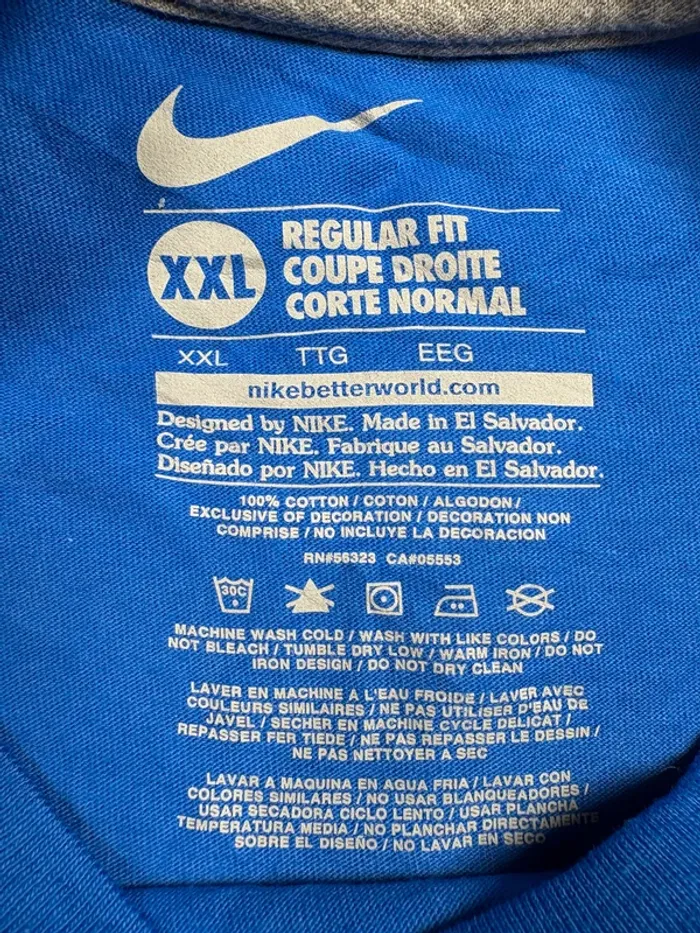 XXL
REGULAR FIT
COUPE DROITE
CORTE NORMAL
XXL TTG EEG
nikebetterworld.com
Designed by NIKE. Made in El Salvador.
Crée par NIKE. Fabrique au Salvador.
Diseñado por NIKE. Hecho en El Salvador.
100% COTTON / COTON / ALGODON /
EXCLUSIVE OF DECORATION / DECORATION NON
COMPRISE / NO INCLUYE LA DECORACION
RN#56323 CA#05553
30C
MACHINE WASH COLD / WASH WITH LIKE COLORS / DO
NOT BLEACH / TUMBLE DRY LOW / WARM IRON / DO NOT
IRON DESIGN / DO NOT DRY CLEAN
LAVER EN MACHINE A L'EAU FROIDE / LAVER AVEC
COULEURS SIMILAIRES / NE PAS UTILISER D'EAU DE
JAVEL / SECHER EN MACHINE CYCLE DELICAT /
REPASSER FER TIEDE / NE PAS REPASSER LE DESSIN /
NE PAS NETTOYER A SEC
LAVAR A MAQUINA EN AGUA FRIA / LAVAR CON
COLORES SIMILARES / NO USAR BLANQUEADORES /
USAR SECADORA CICLO LENTO / USAR PLANCHA
TEMPERATURA MEDIA / NO PLANCHAR DIRECTAMENTE
SOBRE EL DISEÑO / NO LAVAR EN SECO